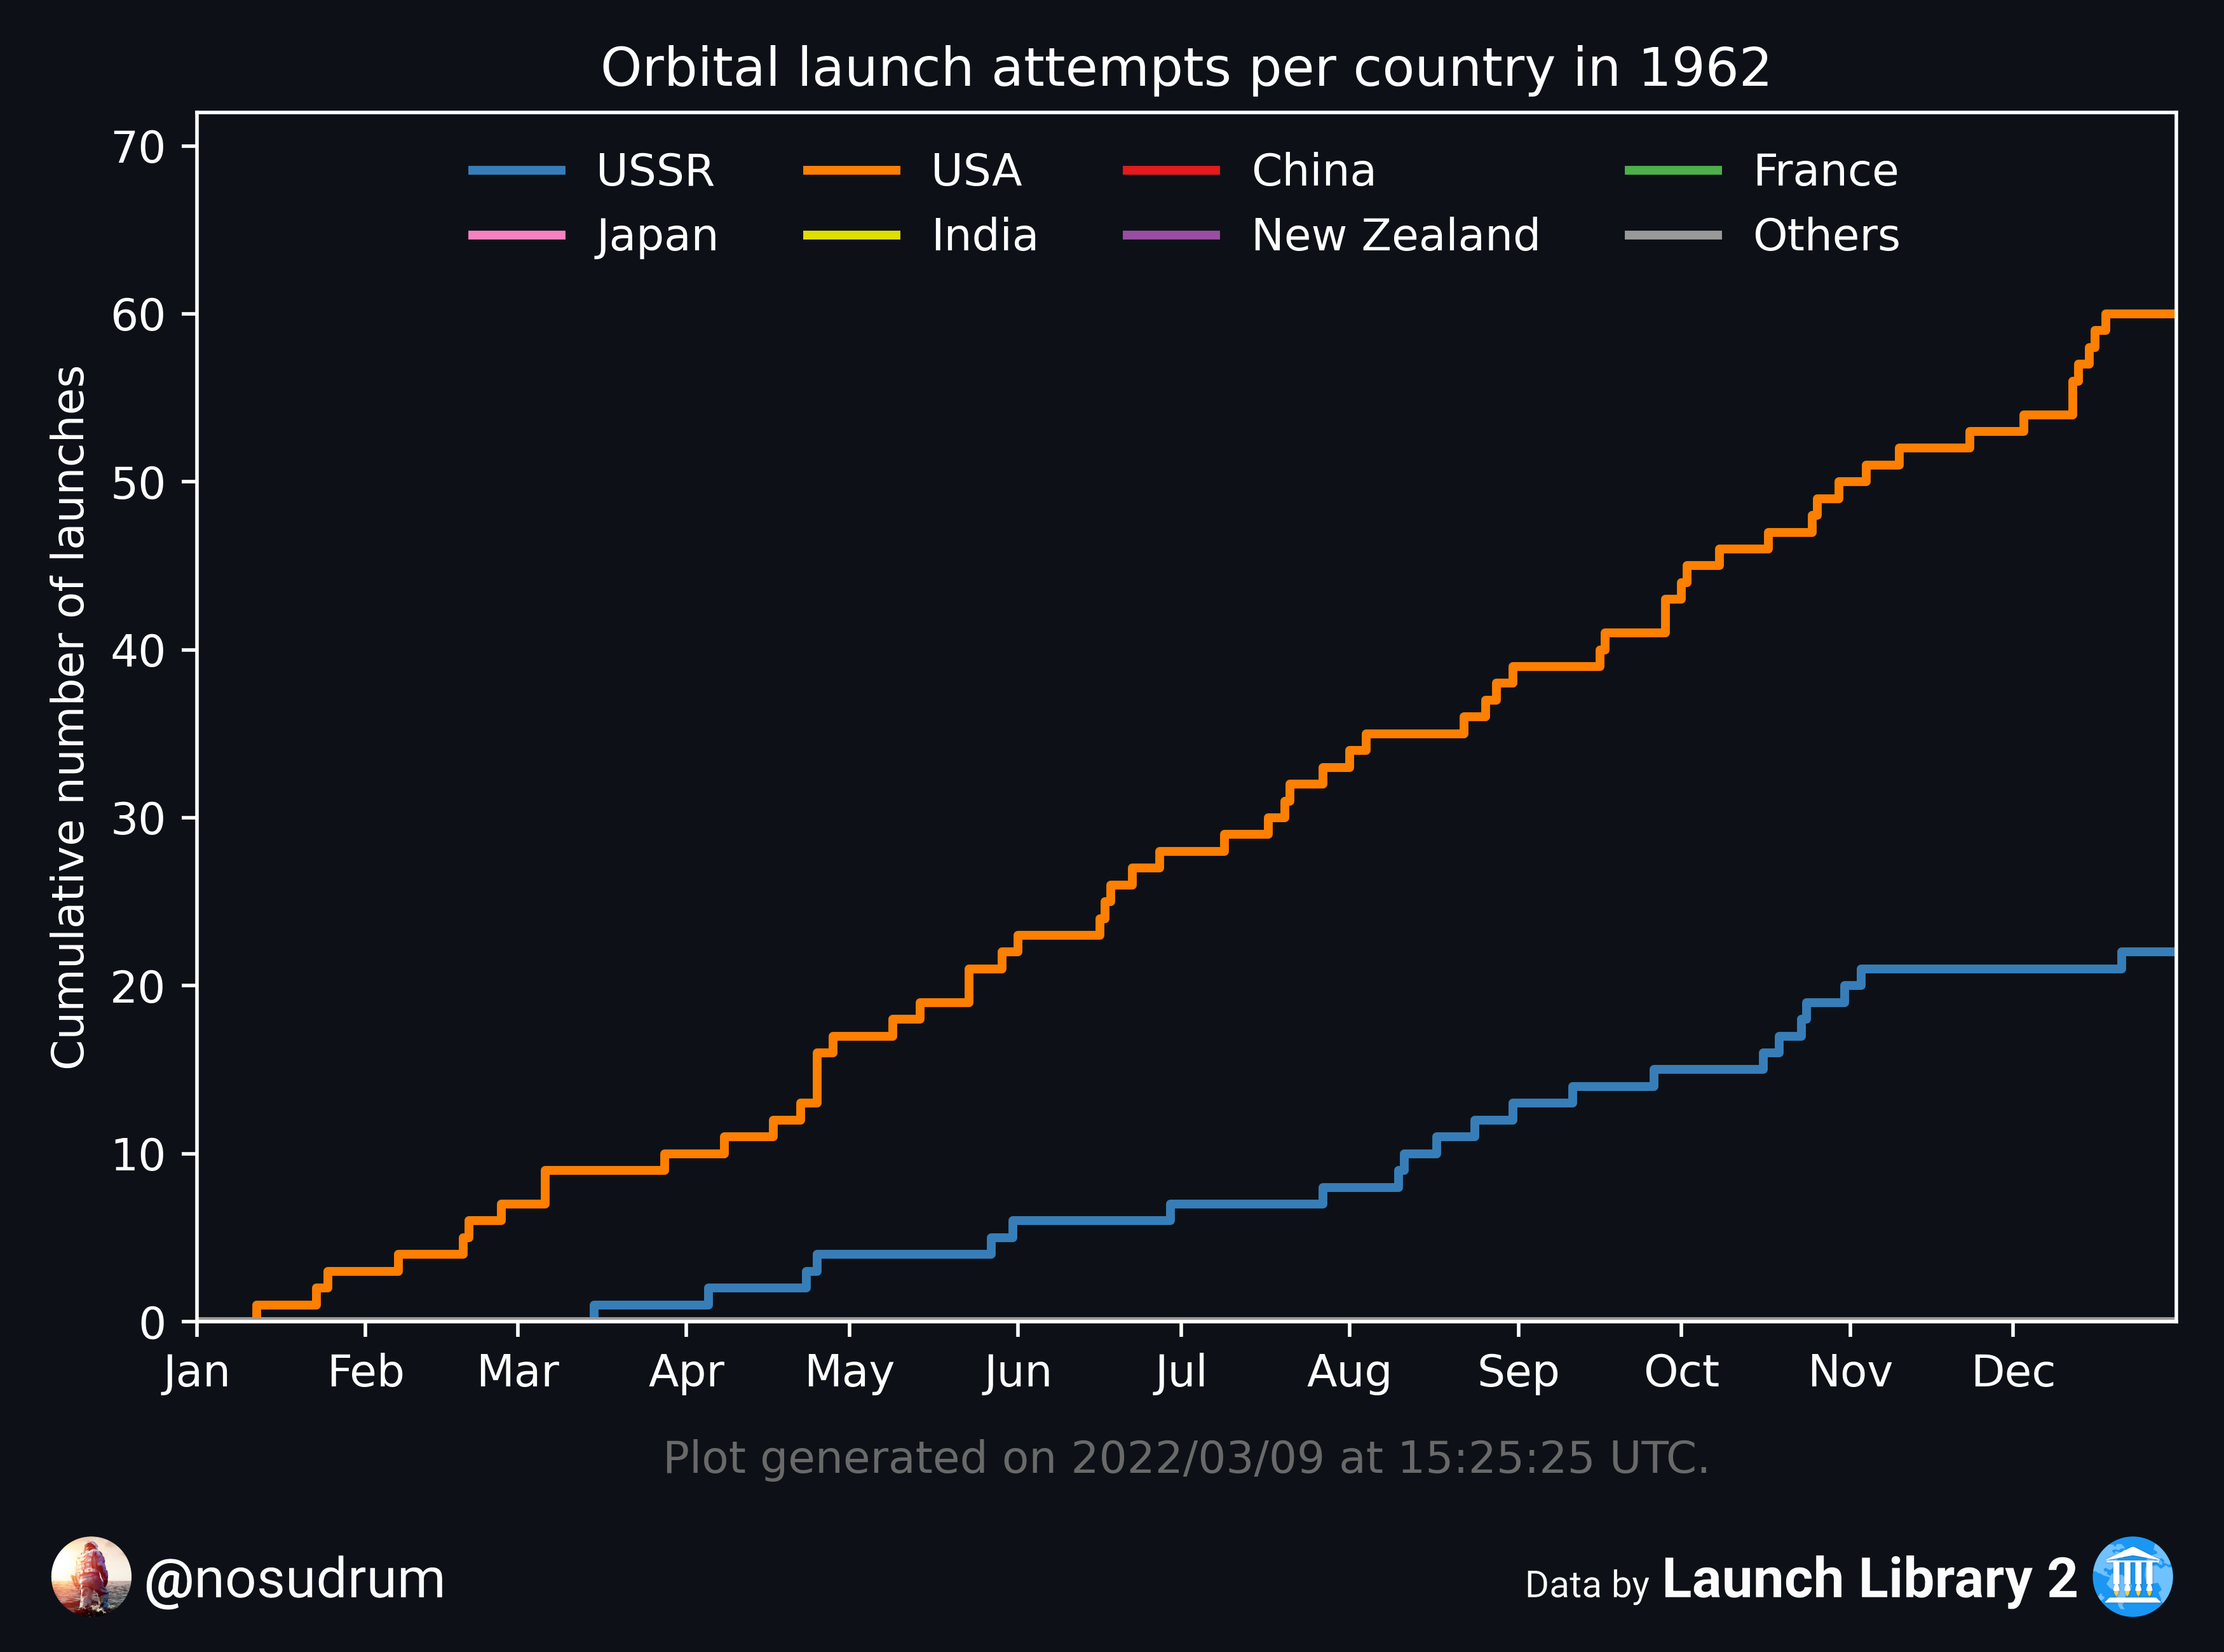 Orbital launch attempts per country in 1962
USSR USA China France
Japan India New Zealand Others
Cumulative number of launches
70
60
50
40
30
20
10
0
Jan Feb Mar Apr May Jun Jul Aug Sep Oct Nov Dec
Plot generated on 2022/03/09 at 15:25:25 UTC.
@nosudrum
Data by Launch Library 2